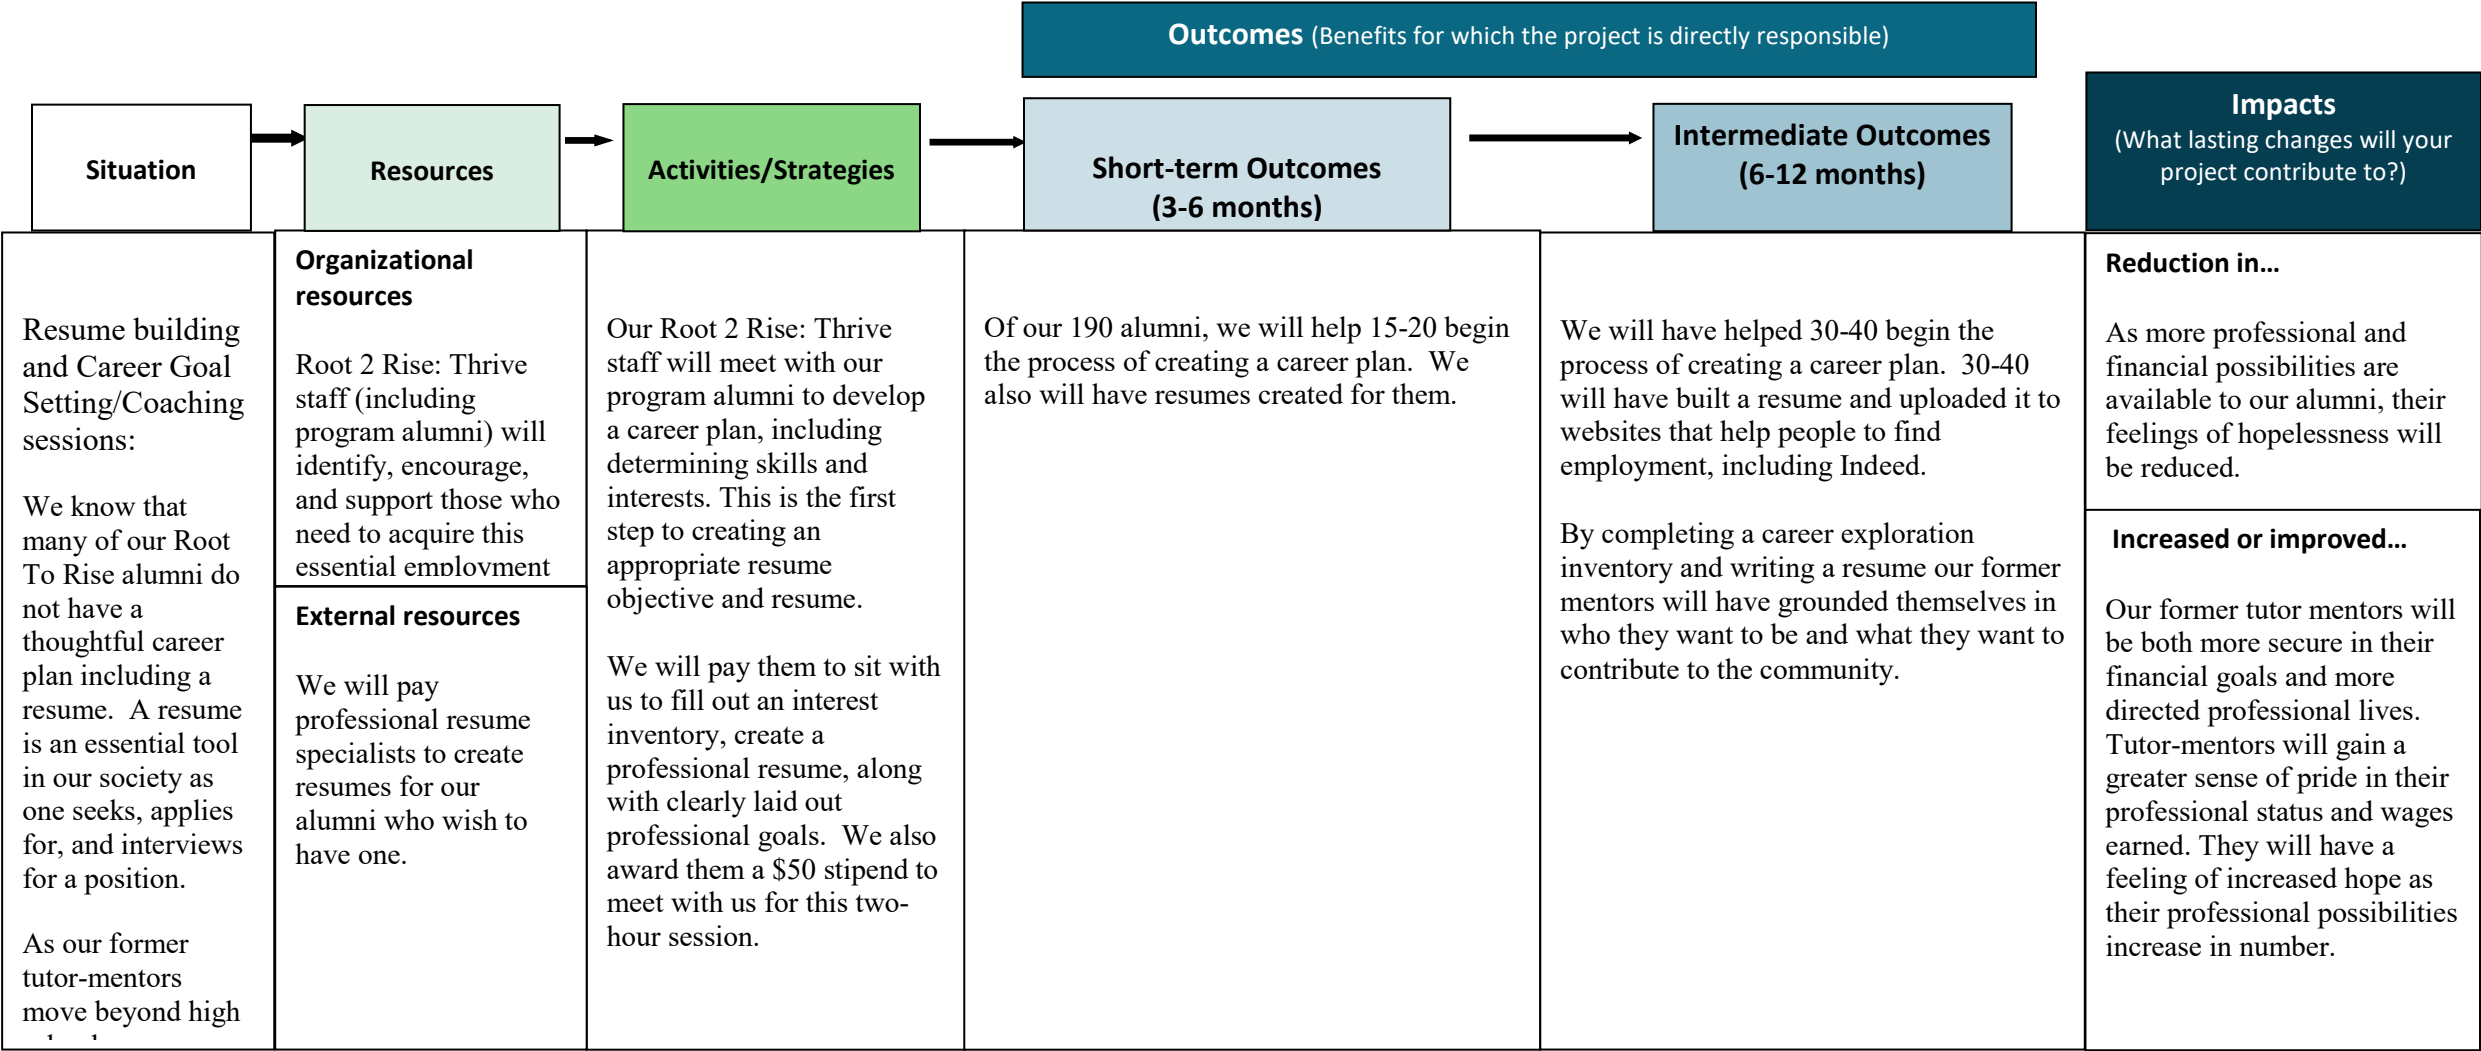 Outcomes (Benefits for which the project is directly responsible)
Situation
Resources
Activities/Strategies
Short-term Outcomes
(3-6 months)
Intermediate Outcomes
(6-12 months)
Impacts
(What lasting changes will your
project contribute to?)
Resume building
and Career Goal
Setting/Coaching
sessions:
We know that
many of our Root
To Rise alumni do
not have a
thoughtful career
plan including a
resume.  A resume
is an essential tool
in our society as
one seeks, applies
for, and interviews
for a position.
As our former
tutor-mentors
move beyond high
Organizational
resources
Root 2 Rise: Thrive
staff (including
program alumni) will
identify, encourage,
and support those who
need to acquire this
essential employment
External resources
We will pay
professional resume
specialists to create
resumes for our
alumni who wish to
have one.
Our Root 2 Rise: Thrive
staff will meet with our
program alumni to develop
a career plan, including
determining skills and
interests. This is the first
step to creating an
appropriate resume
objective and resume.
We will pay them to sit with
us to fill out an interest
inventory, create a
professional resume, along
with clearly laid out
professional goals.  We also
award them a $50 stipend to
meet with us for this two-
hour session.
Of our 190 alumni, we will help 15-20 begin
the process of creating a career plan.  We
also will have resumes created for them.
We will have helped 30-40 begin the
process of creating a career plan.  30-40
will have built a resume and uploaded it to
websites that help people to find
employment, including Indeed.
By completing a career exploration
inventory and writing a resume our former
mentors will have grounded themselves in
who they want to be and what they want to
contribute to the community.
Reduction in…
As more professional and
financial possibilities are
available to our alumni, their
feelings of hopelessness will
be reduced.
Increased or improved…
Our former tutor mentors will
be both more secure in their
financial goals and more
directed professional lives.
Tutor-mentors will gain a
greater sense of pride in their
professional status and wages
earned. They will have a
feeling of increased hope as
their professional possibilities
increase in number.